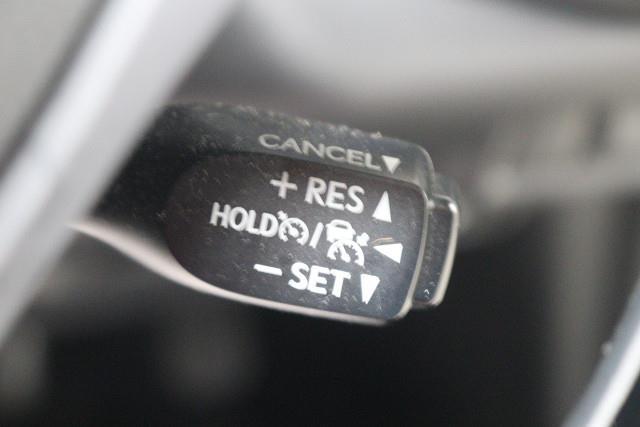 CANCEL▼
+ RES ▲
HOLD / ◀
− SET ▼